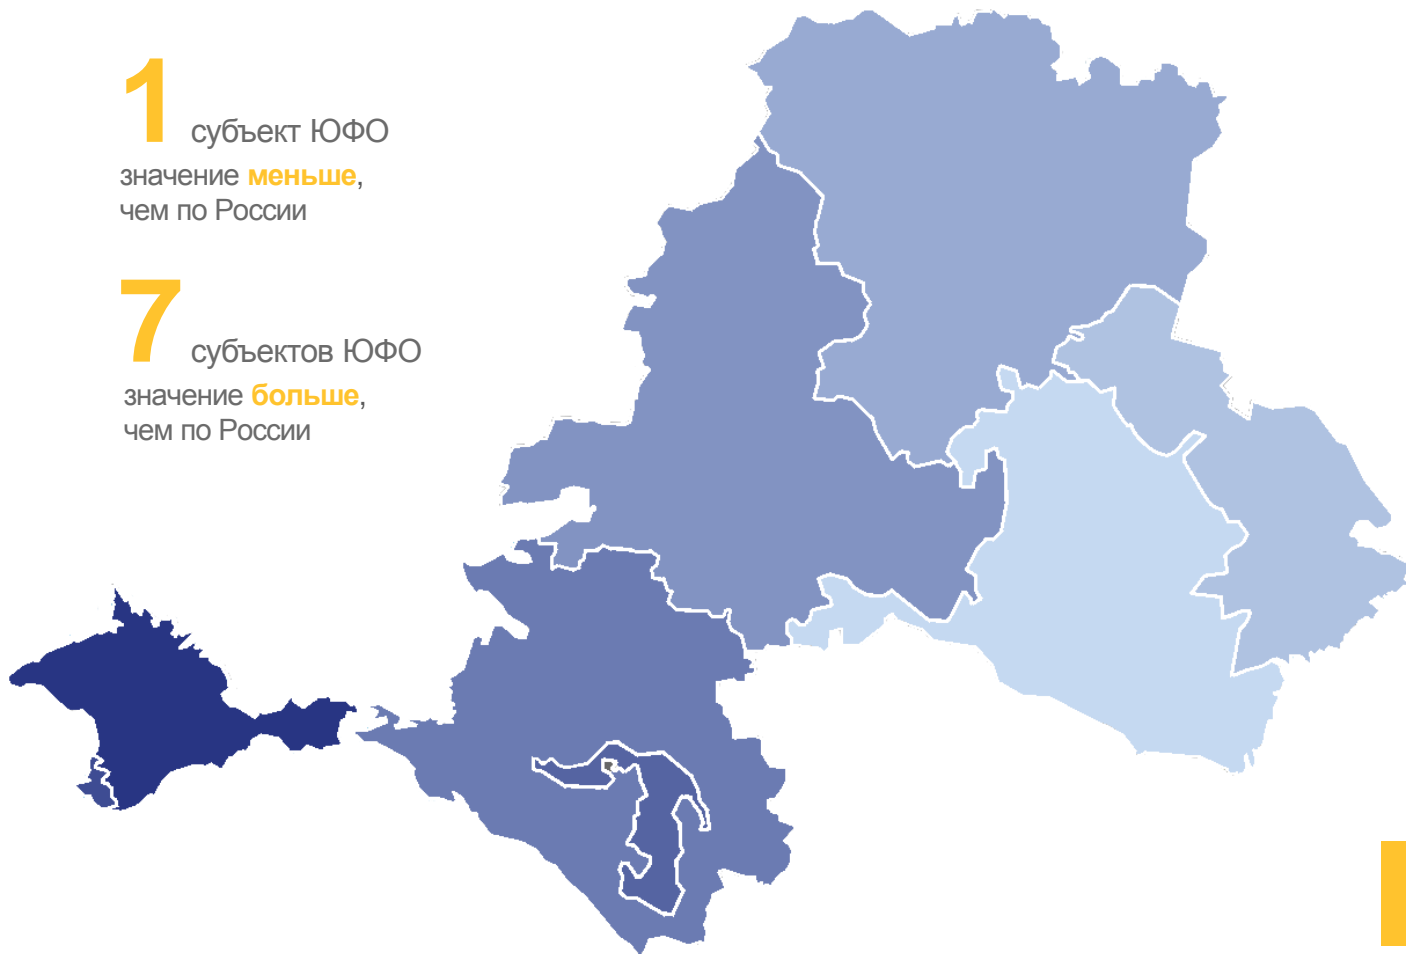 1 субъект ЮФО
значение меньше,
чем по России
7 субъектов ЮФО
значение больше,
чем по России